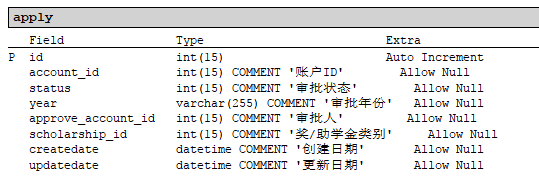 apply
Field Type Extra
P id int(15) Auto Increment
account_id int(15) COMMENT '账户ID' Allow Null
status int(15) COMMENT '审批状态' Allow Null
year varchar(255) COMMENT '审批年份' Allow Null
approve_account_id int(15) COMMENT '审批人' Allow Null
scholarship_id int(15) COMMENT '奖/助学金类别' Allow Null
createdate datetime COMMENT '创建日期' Allow Null
updatedate datetime COMMENT '更新日期' Allow Null